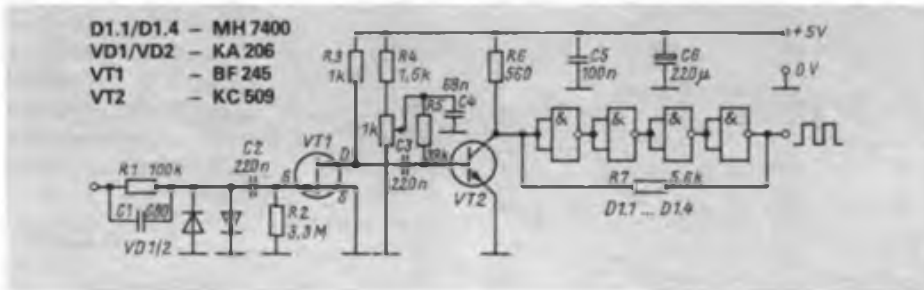 D1.1/D1.4 – MH 7400
VD1/VD2 – KA 206
VT1 – BF 245
VT2 – KC 509
R3
1k
R4
1,6k
R6
560
C5
100n
C6
220μ
+5V
0V
68n
C4
R5
1k
C3
220n
VT1
D
G
S
VT2
&
&
&
&
R7
5,6k
D1.1 ... D1.4
C2
220n
R1 100k
C1 680
VD1/2
R2
3,3M